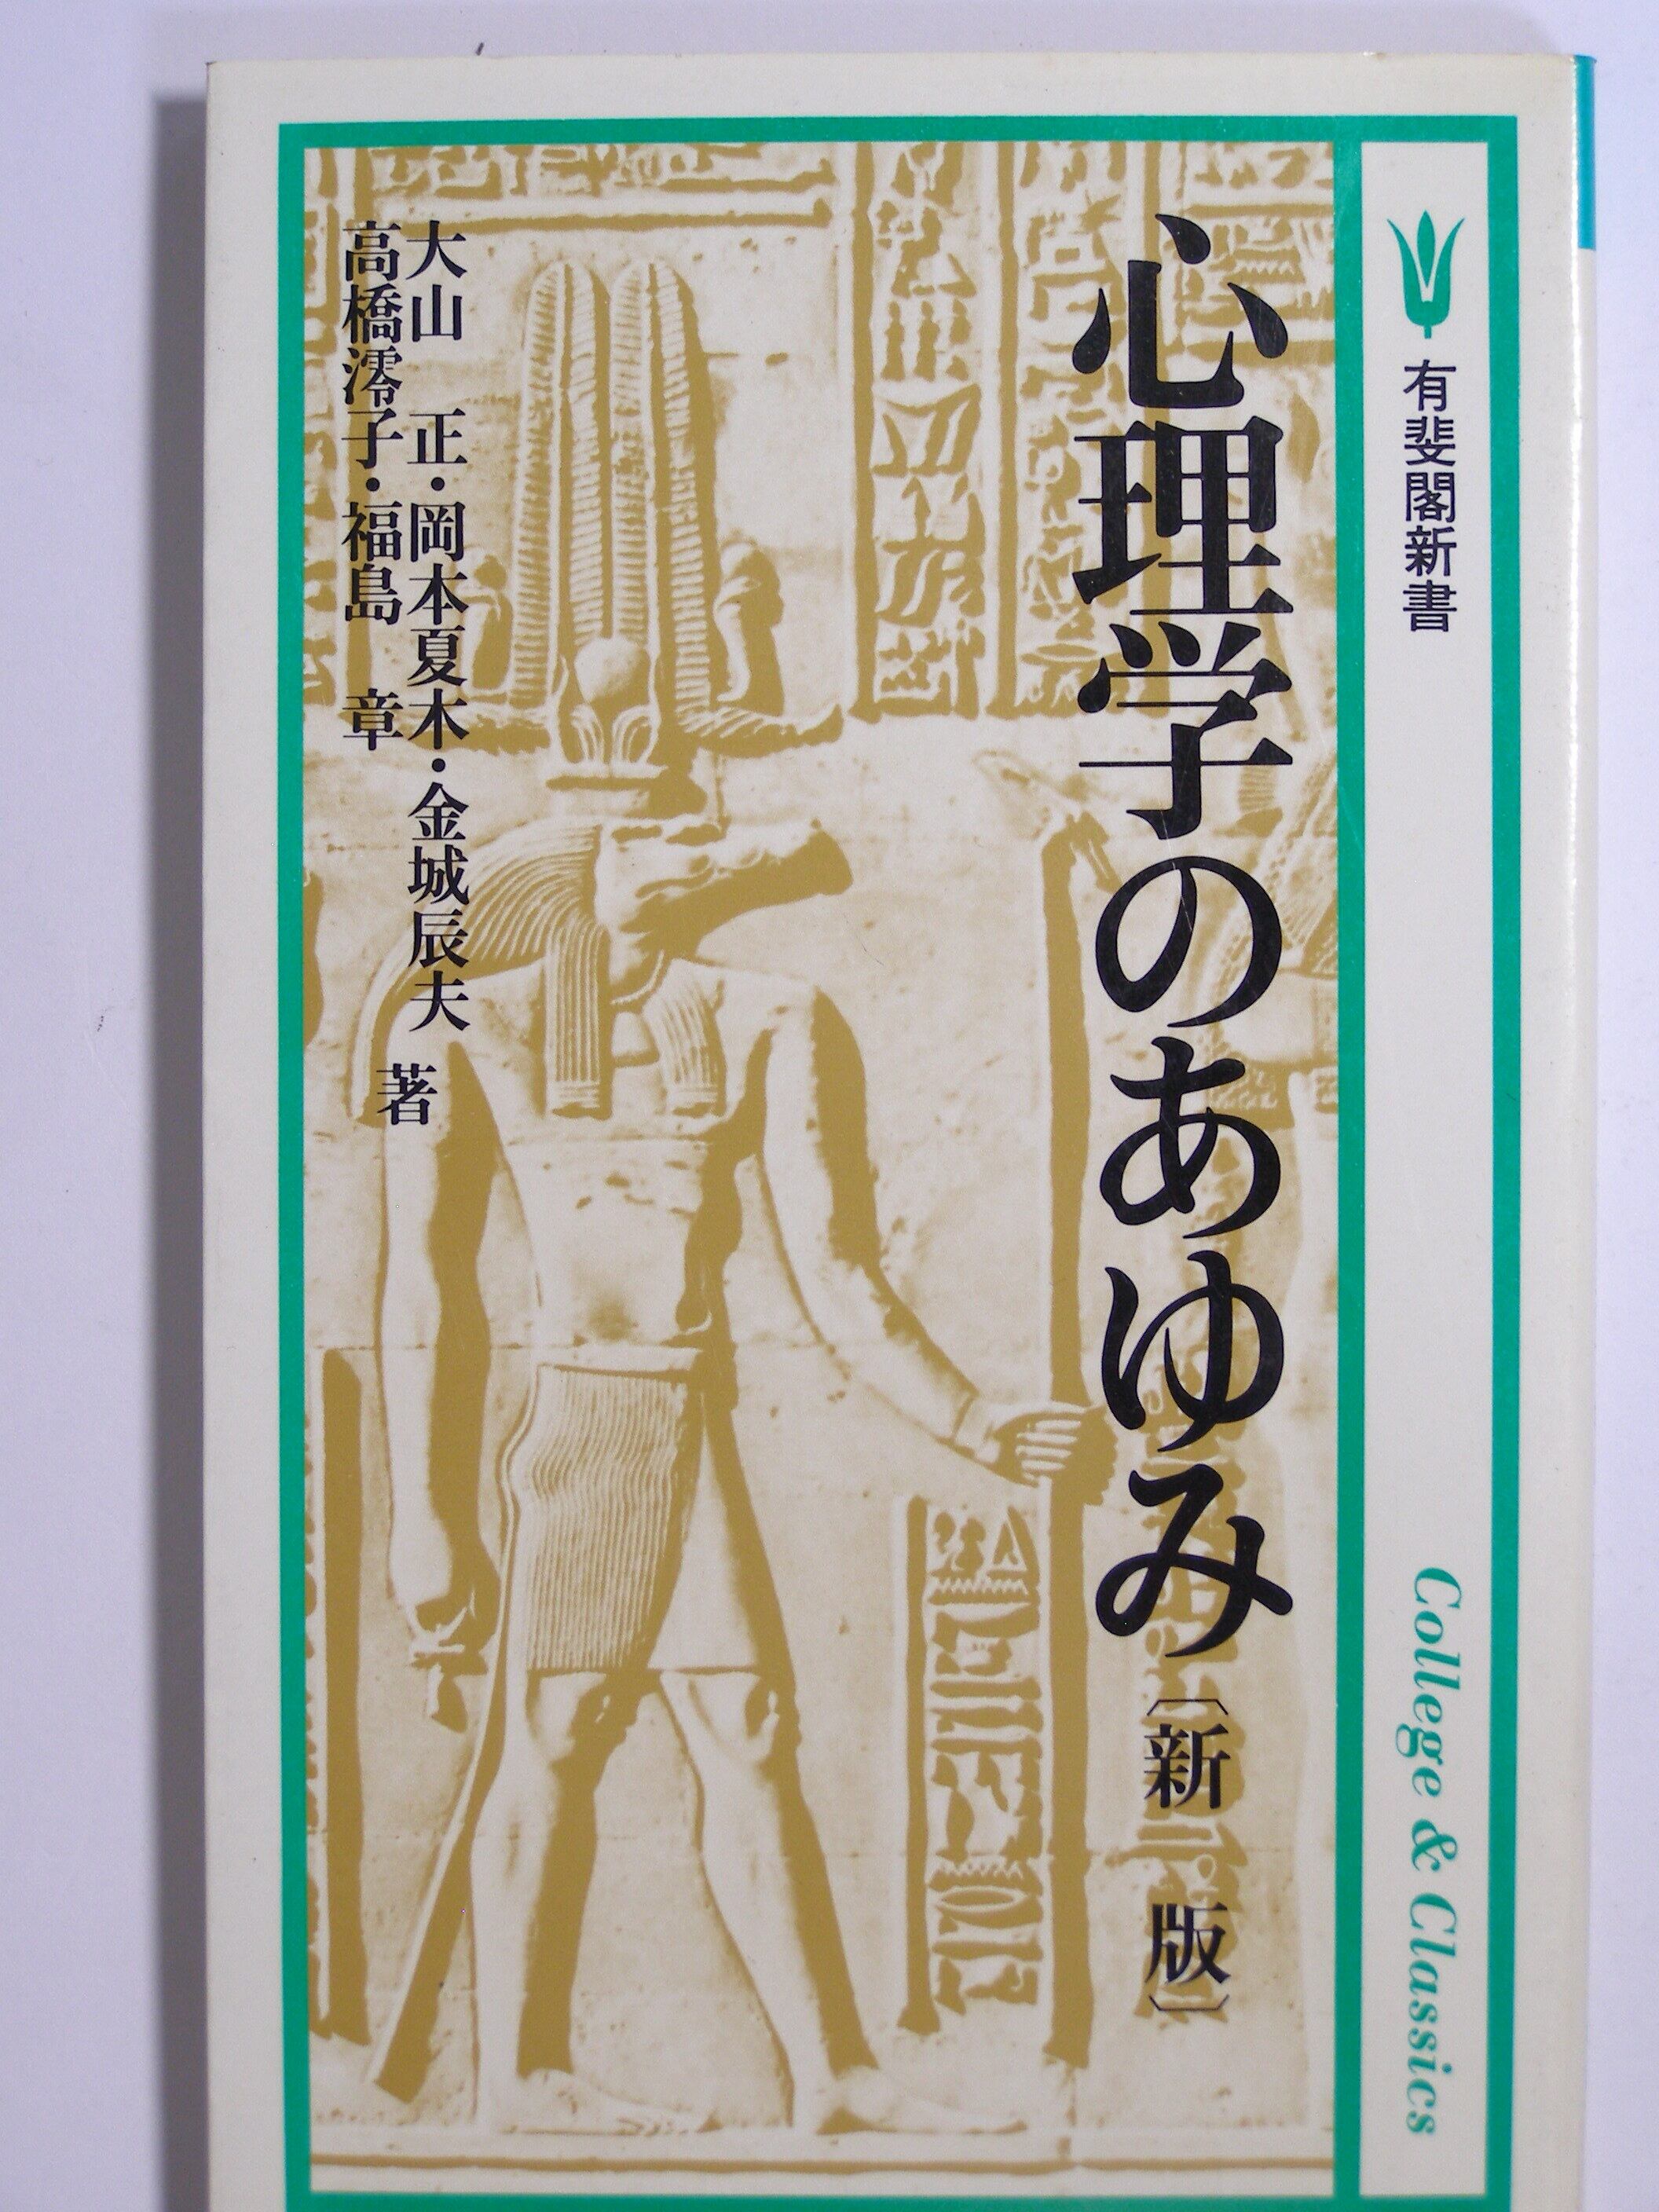 有斐閣新書
College & Classics
心理学のあゆみ〔新版〕
大山 正・岡本夏木・金城辰夫
高橋澪子・福島 章
著